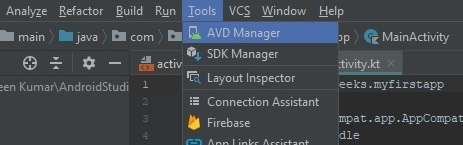 Analyze Refactor Build Run Tools VCS Window Help
main java com MainActivity
AVD Manager
SDK Manager
Layout Inspector
Connection Assistant
Firebase
App Links Assistant
een Kumar\AndroidStudi
activ ctivity.kt
1 eeks.myfirstapp
mpat.app.AppCompat
4 dle